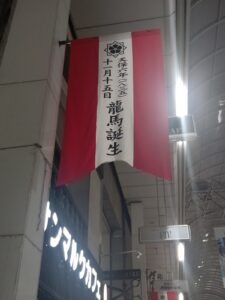 天保六年（一八三五）
十一月十五日
龍馬誕生
サンマルクカフェ